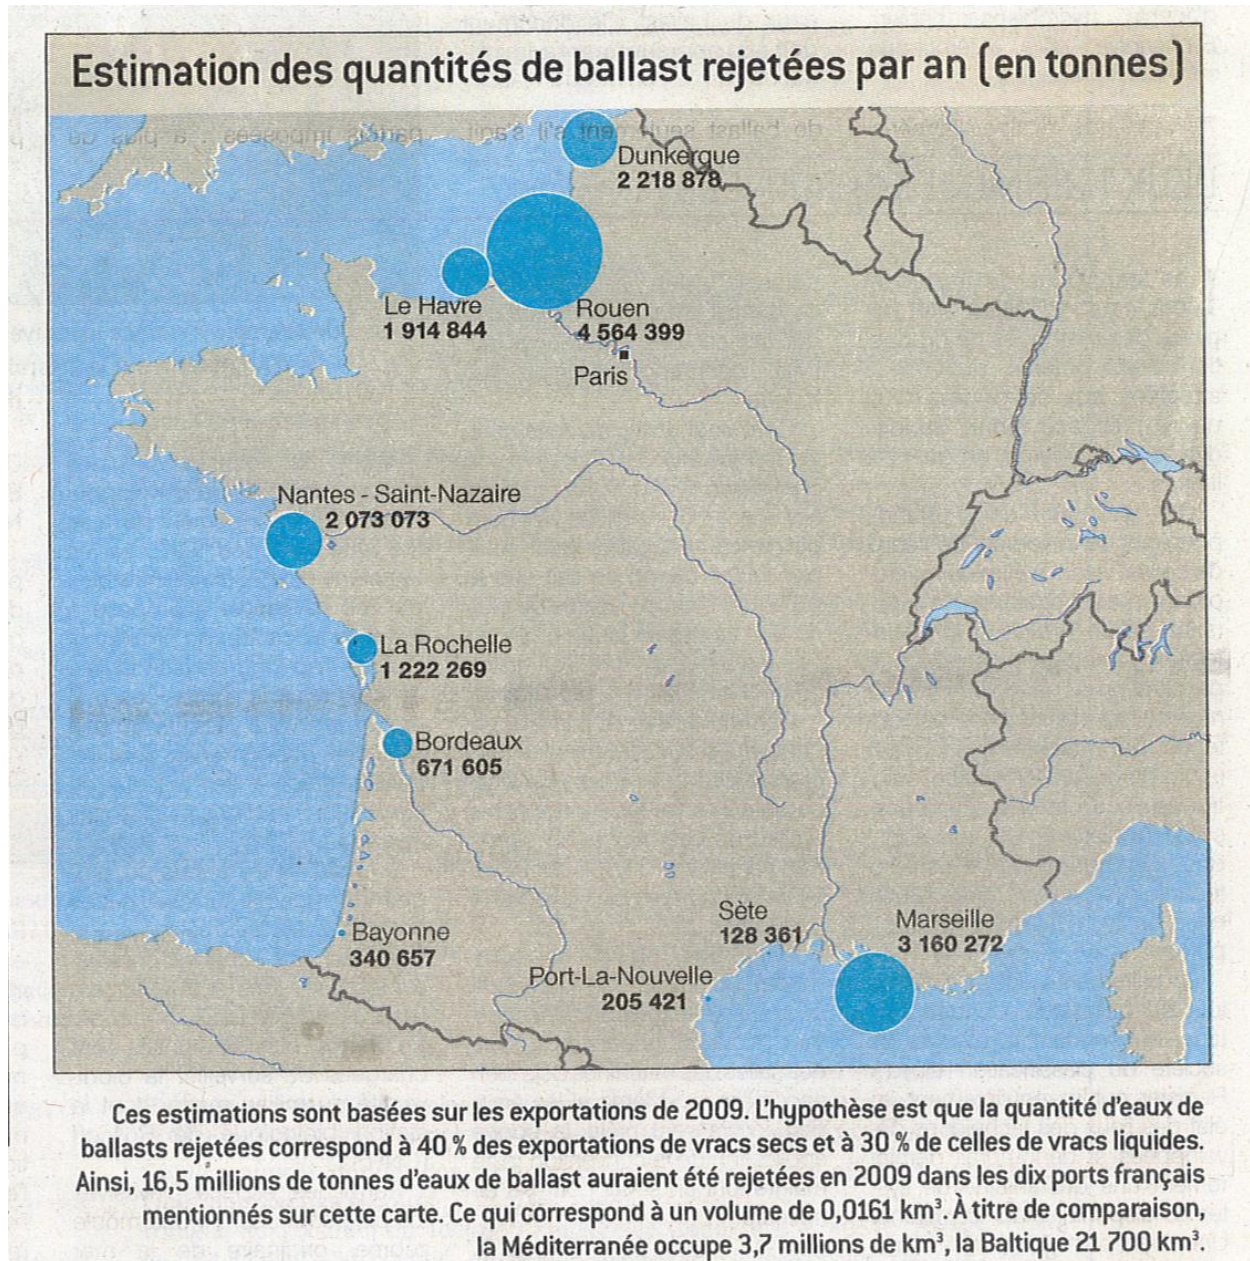 Estimation des quantités de ballast rejetées par an (en tonnes)
Dunkerque
2 218 878
Le Havre
1 914 844
Rouen
4 564 399
Paris
Nantes - Saint-Nazaire
2 073 073
La Rochelle
1 222 269
Bordeaux
671 605
Bayonne
340 657
Sète
128 361
Marseille
3 160 272
Port-La-Nouvelle
205 421
Ces estimations sont basées sur les exportations de 2009. L'hypothèse est que la quantité d'eaux de
ballasts rejetées correspond à 40 % des exportations de vracs secs et à 30 % de celles de vracs liquides.
Ainsi, 16,5 millions de tonnes d'eaux de ballast auraient été rejetées en 2009 dans les dix ports français
mentionnés sur cette carte. Ce qui correspond à un volume de 0,0161 km³. À titre de comparaison,
la Méditerranée occupe 3,7 millions de km³, la Baltique 21 700 km³.